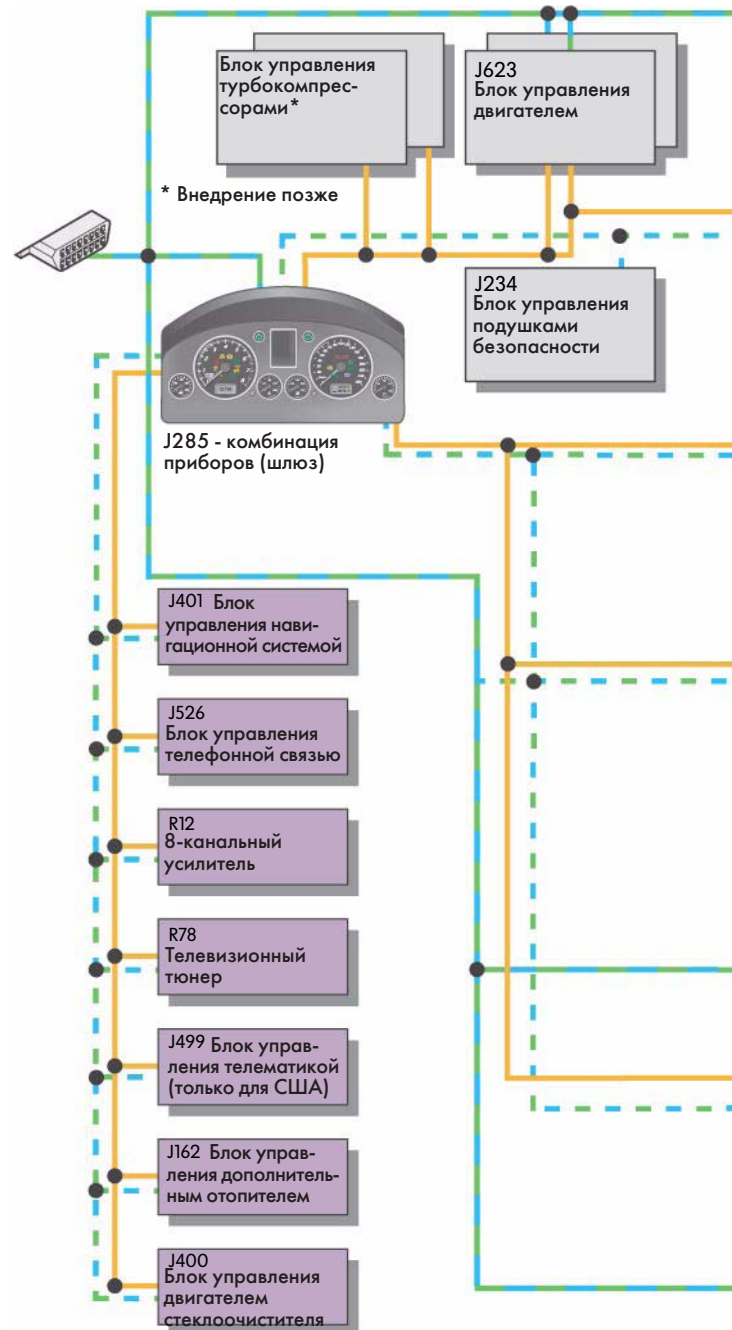 Блок управления
турбокомпрес-
сорами*
J623
Блок управления
двигателем
* Внедрение позже
J234
Блок управления
подушками
безопасности
J285 - комбинация
приборов (шлюз)
J401 Блок
управления нави-
гационной системой
J526
Блок управления
телефонной связью
R12
8-канальный
усилитель
R78
Телевизионный
тюнер
J499 Блок управ-
ления телематикой
(только для США)
J162 Блок управ-
ления дополнитель-
ным отопителем
J400
Блок управления
двигателем
стеклоочистителя